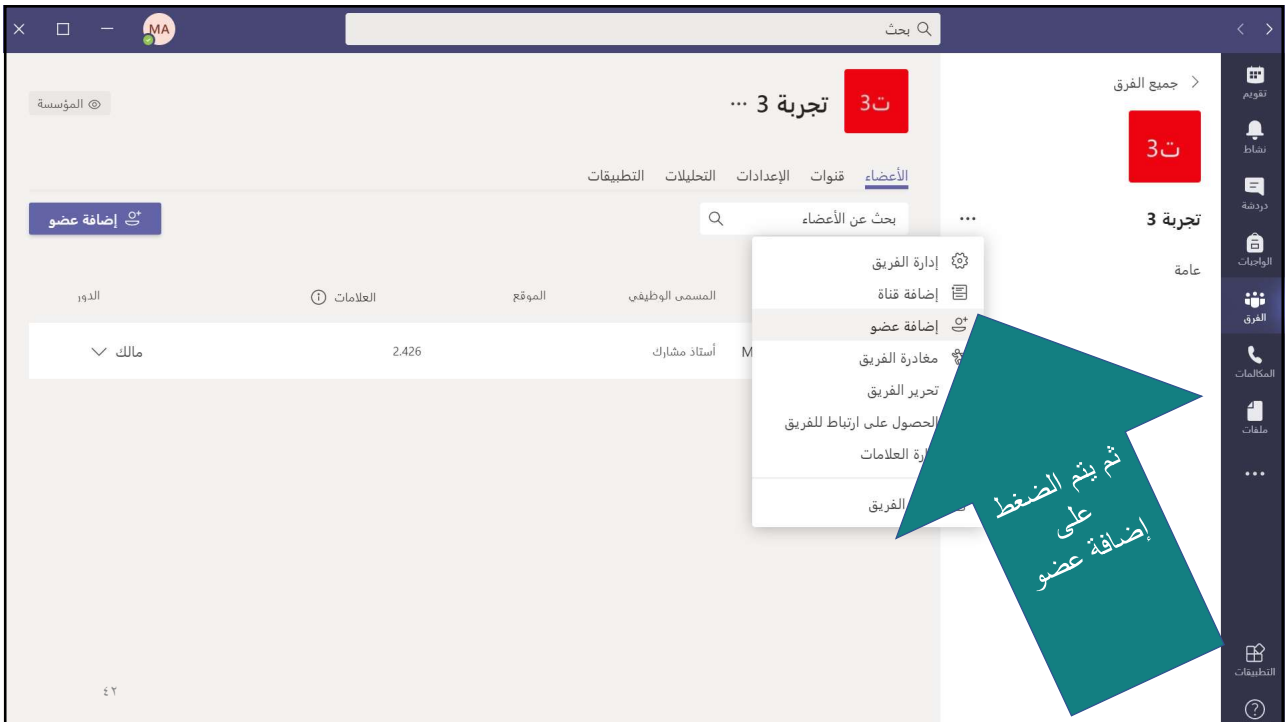 MA
بحث
تقويم
نشاط
دردشة
الواجبات
الفرق
المكالمات
ملفات
التطبيقات
جميع الفرق
ت3
تجربة 3
عامة
ت3
تجربة 3
المؤسسة
الأعضاء قنوات الإعدادات التحليلات التطبيقات
بحث عن الأعضاء
إضافة عضو
المسمى الوظيفي الموقع العلامات الدور
M أستاذ مشارك 2.426 مالك
إدارة الفريق
إضافة قناة
إضافة عضو
مغادرة الفريق
تحرير الفريق
الحصول على ارتباط للفريق
العلامات
الفريق
ثم يتم الضغط
على
إضافة عضو
٤٢